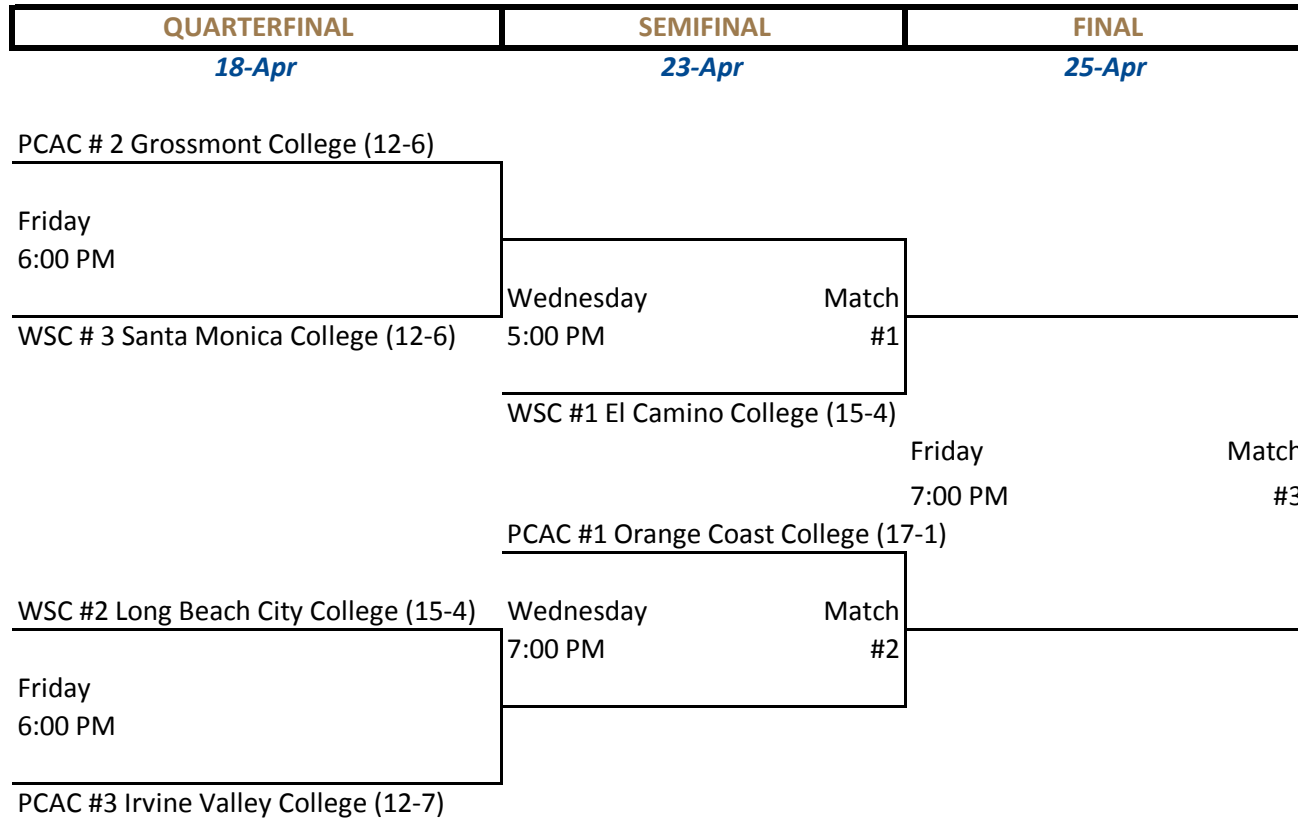 QUARTERFINAL SEMIFINAL FINAL
18-Apr 23-Apr 25-Apr
PCAC # 2 Grossmont College (12-6)
Friday
6:00 PM
Wednesday Match
WSC # 3 Santa Monica College (12-6) 5:00 PM #1
WSC #1 El Camino College (15-4)
Friday Match
7:00 PM #3
PCAC #1 Orange Coast College (17-1)
WSC #2 Long Beach City College (15-4) Wednesday Match
7:00 PM #2
Friday
6:00 PM
PCAC #3 Irvine Valley College (12-7)